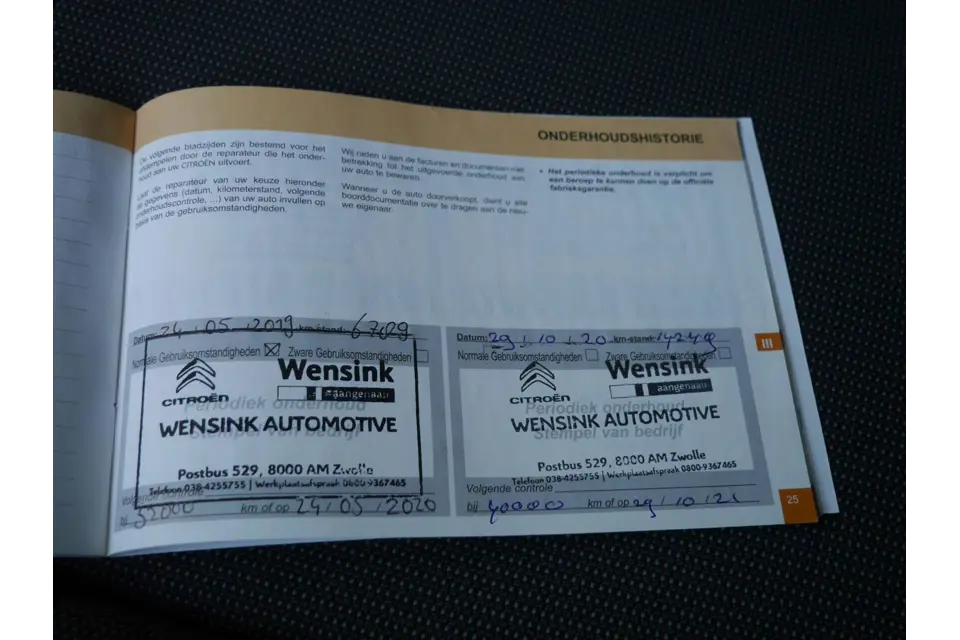 ONDERHOUDSHISTORIE
De volgende bladzijden zijn bestemd voor het
afstempelen door de reparateur die het onder-
houd aan uw CITROËN uitvoert.
Laat de reparateur van uw keuze hieronder
de gegevens (datum, kilometerstand, volgende
onderhoudscontrole, ...) van uw auto invullen op
basis van de gebruiksomstandigheden.
Wij raden u aan de facturen en documenten met
betrekking tot het uitgevoerde onderhoud aan
uw auto te bewaren.
Wanneer u de auto doorverkoopt, dient u alle
boorddocumentatie over te dragen aan de nieu-
we eigenaar.
• Het periodieke onderhoud is verplicht om
een beroep te kunnen doen op de officiële
fabrieksgarantie.
Datum: 24 / 05 / 2019 km-stand:
Normale Gebruiksomstandigheden ☒ Zware Gebruiksomstandigheden ☐
Wensink
#aangenaam
CITROËN
Periodiek onderhoud
WENSINK AUTOMOTIVE
Stempel van bedrijf
Postbus 529, 8000 AM Zwolle
Telefoon 038-4255755 | Werkplaatsafspraak 0800-9367465
Volgende controle
bij 32000 km of op 24/05/2020
Datum: 29 / 10 / 20 km-stand:
Normale Gebruiksomstandigheden ☐ Zware Gebruiksomstandigheden ☐
Wensink
aangenaam
CITROËN
Periodiek onderhoud
WENSINK AUTOMOTIVE
Stempel van bedrijf
Postbus 529, 8000 AM Zwolle
Telefoon 038-4255755 | Werkplaatsafspraak 0800-9367465
Volgende controle
bij 40000 km of op 29 / 10 / 21
III
25